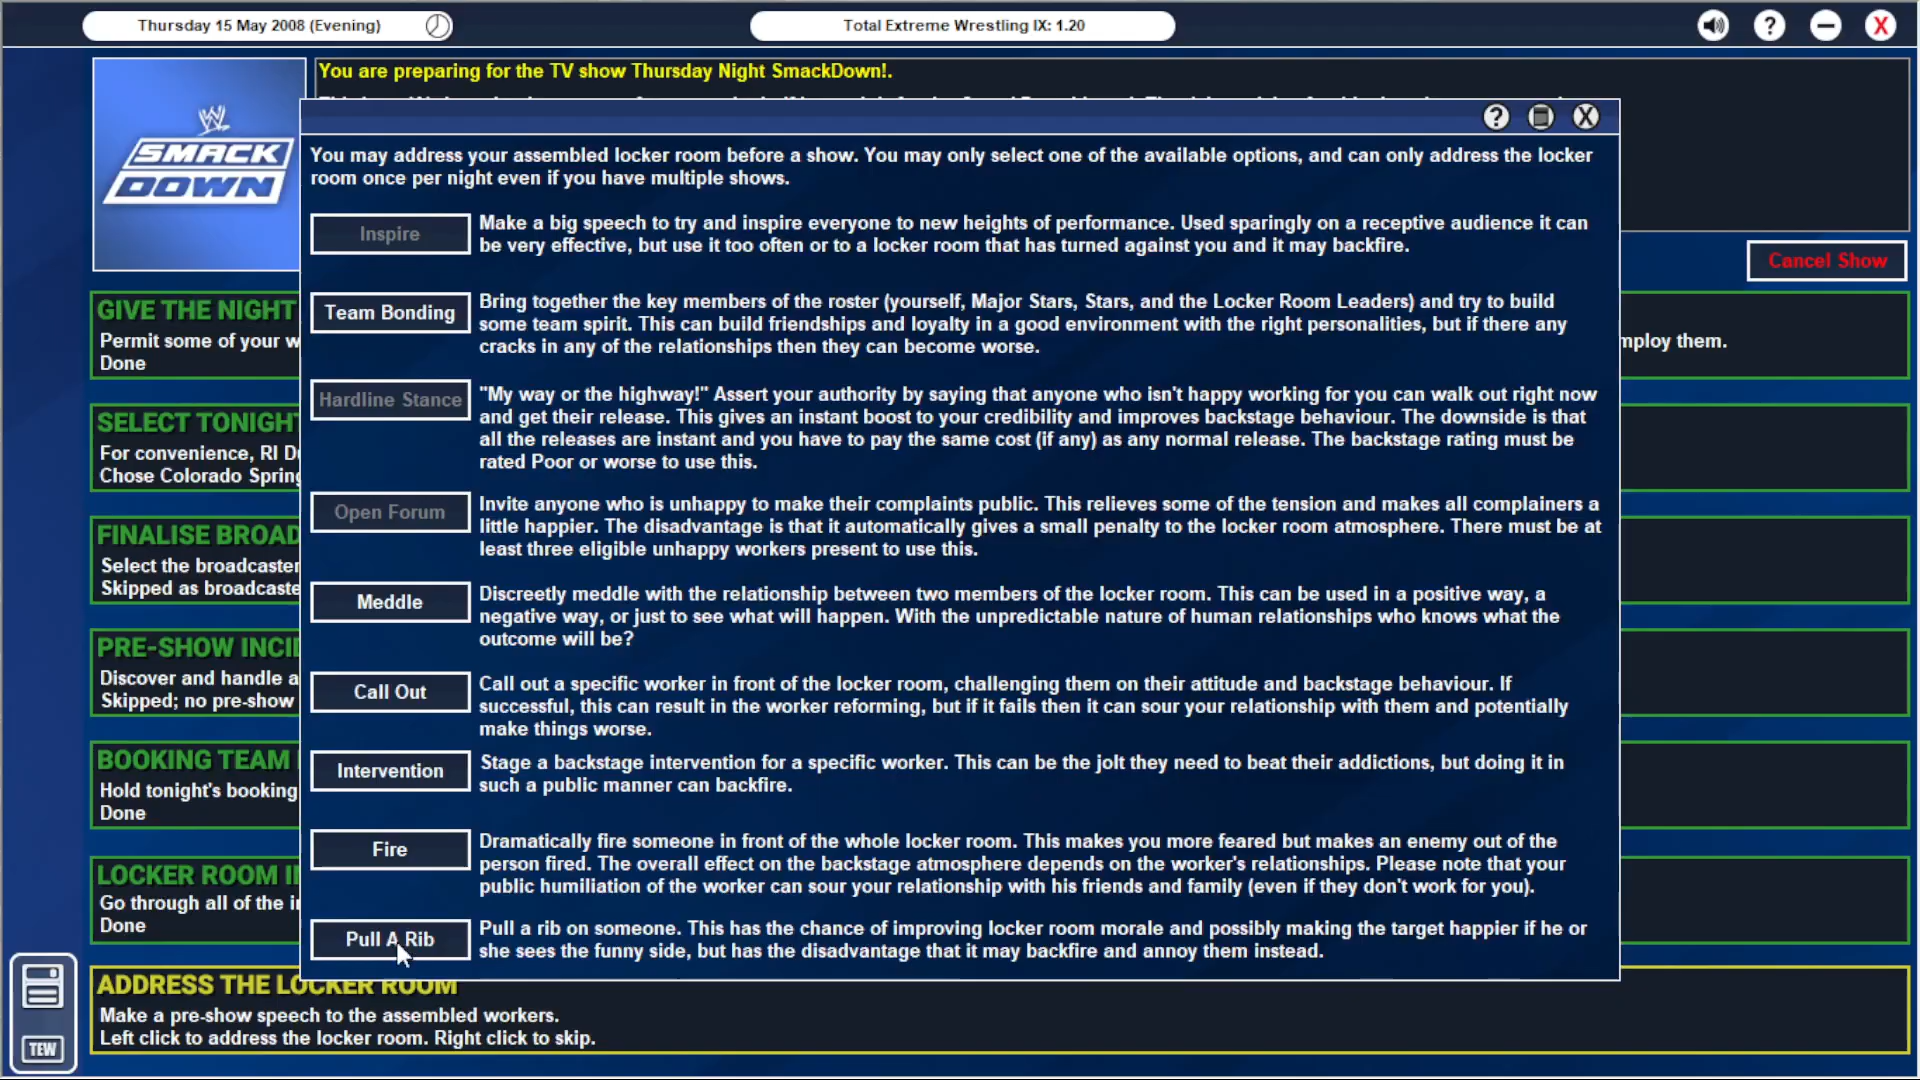 Thursday 15 May 2008 (Evening)
Total Extreme Wrestling IX: 1.20
?
X
W
SMACK
DOWN
You are preparing for the TV show Thursday Night SmackDown!.
?
X
You may address your assembled locker room before a show. You may only select one of the available options, and can only address the locker
room once per night even if you have multiple shows.
Inspire
Make a big speech to try and inspire everyone to new heights of performance. Used sparingly on a receptive audience it can
be very effective, but use it too often or to a locker room that has turned against you and it may backfire.
Cancel Show
Team Bonding
Bring together the key members of the roster (yourself, Major Stars, Stars, and the Locker Room Leaders) and try to build
some team spirit. This can build friendships and loyalty in a good environment with the right personalities, but if there any
cracks in any of the relationships then they can become worse.
GIVE THE NIGHT
Permit some of your w
Done
mploy them.
Hardline Stance
"My way or the highway!" Assert your authority by saying that anyone who isn't happy working for you can walk out right now
and get their release. This gives an instant boost to your credibility and improves backstage behaviour. The downside is that
all the releases are instant and you have to pay the same cost (if any) as any normal release. The backstage rating must be
rated Poor or worse to use this.
SELECT TONIGHT
For convenience, RI D
Chose Colorado Spring
Open Forum
Invite anyone who is unhappy to make their complaints public. This relieves some of the tension and makes all complainers a
little happier. The disadvantage is that it automatically gives a small penalty to the locker room atmosphere. There must be at
least three eligible unhappy workers present to use this.
FINALISE BROAD
Select the broadcaster
Skipped as broadcaste
Meddle
Discreetly meddle with the relationship between two members of the locker room. This can be used in a positive way, a
negative way, or just to see what will happen. With the unpredictable nature of human relationships who knows what the
outcome will be?
PRE-SHOW INCI
Discover and handle a
Skipped; no pre-show
Call Out
Call out a specific worker in front of the locker room, challenging them on their attitude and backstage behaviour. If
successful, this can result in the worker reforming, but if it fails then it can sour your relationship with them and potentially
make things worse.
BOOKING TEAM
Hold tonight's booking
Done
Intervention
Stage a backstage intervention for a specific worker. This can be the jolt they need to beat their addictions, but doing it in
such a public manner can backfire.
Fire
Dramatically fire someone in front of the whole locker room. This makes you more feared but makes an enemy out of the
person fired. The overall effect on the backstage atmosphere depends on the worker's relationships. Please note that your
public humiliation of the worker can sour your relationship with his friends and family (even if they don't work for you).
LOCKER ROOM I
Go through all of the i
Done
Pull A Rib
Pull a rib on someone. This has the chance of improving locker room morale and possibly making the target happier if he or
she sees the funny side, but has the disadvantage that it may backfire and annoy them instead.
ADDRESS THE LOCKER ROOM
Make a pre-show speech to the assembled workers.
Left click to address the locker room. Right click to skip.
TEW